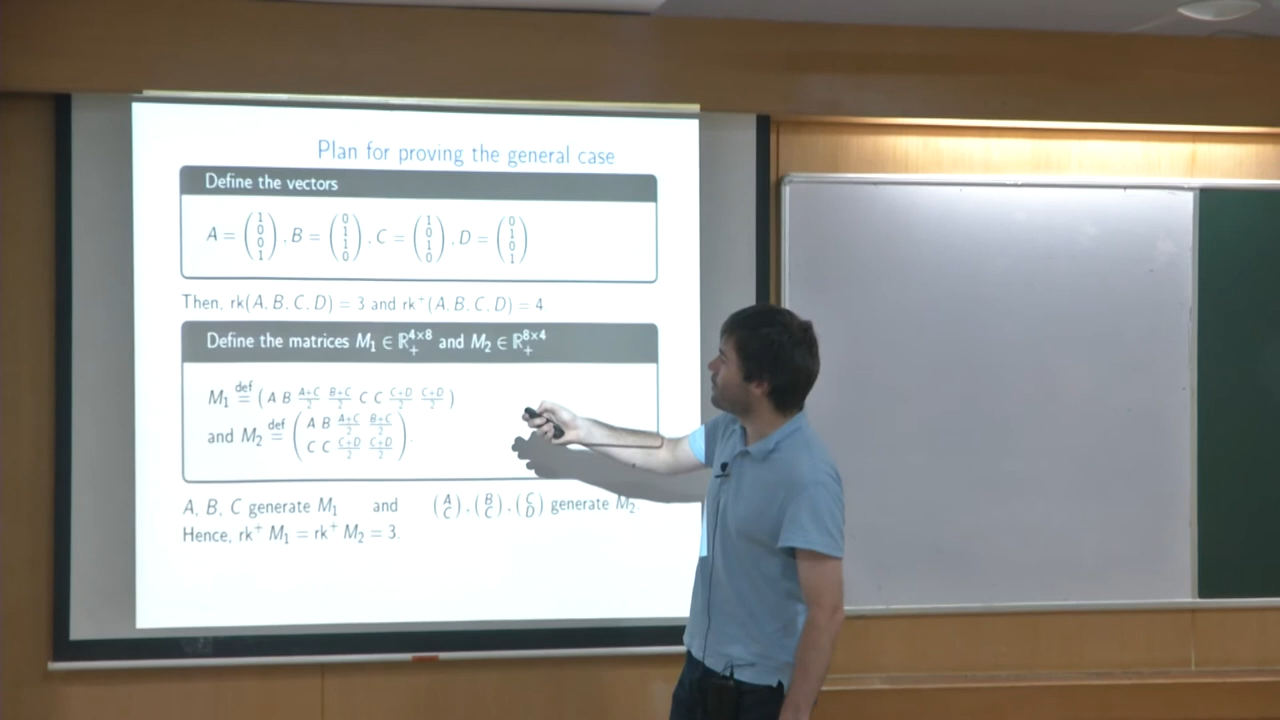 Plan for proving the general case
Define the vectors
A = (1 0 0 1), B = (0 1 1 0), C = (1 0 1 0), D = (0 1 0 1)
Then, rk(A, B, C, D) = 3 and rk⁺(A, B, C, D) = 4
Define the matrices M₁ ∈ ℝ₊^{4×8} and M₂ ∈ ℝ₊^{8×4}
M₁ ≝ (A B (A+C)/2 (B+C)/2 C C (C+D)/2 (C+D)/2)
and M₂ ≝ (A B (A+C)/2 (B+C)/2
C C (C+D)/2 (C+D)/2).
A, B, C generate M₁ and (A C), (B C), (C D) generate M₂.
Hence, rk⁺ M₁ = rk⁺ M₂ = 3.